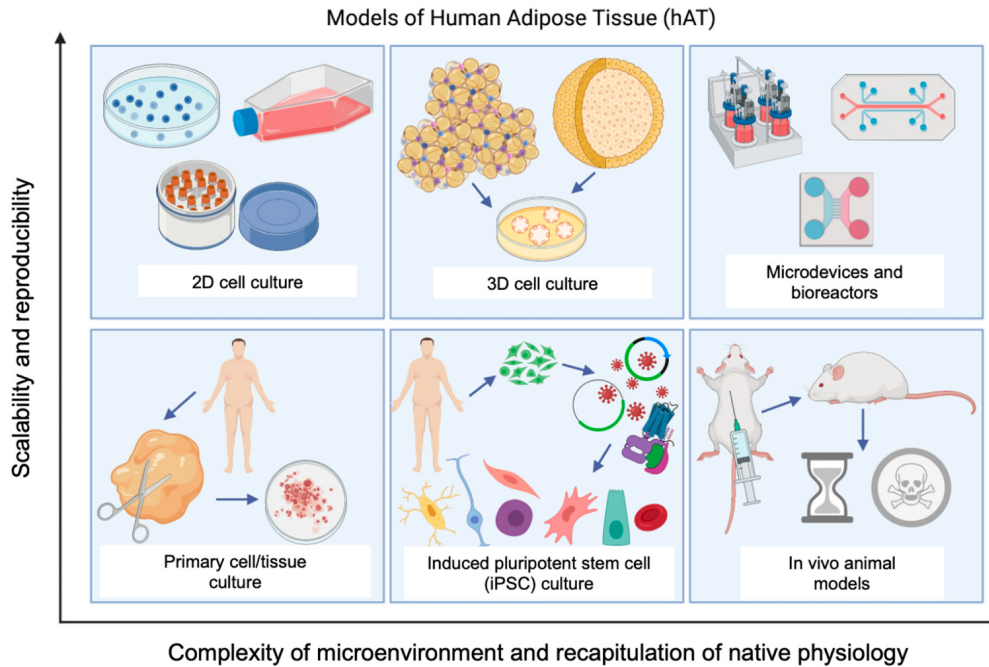 Models of Human Adipose Tissue (hAT)
Scalability and reproducibility
2D cell culture
3D cell culture
Microdevices and
bioreactors
Primary cell/tissue
culture
Induced pluripotent stem cell
(iPSC) culture
In vivo animal
models
Complexity of microenvironment and recapitulation of native physiology